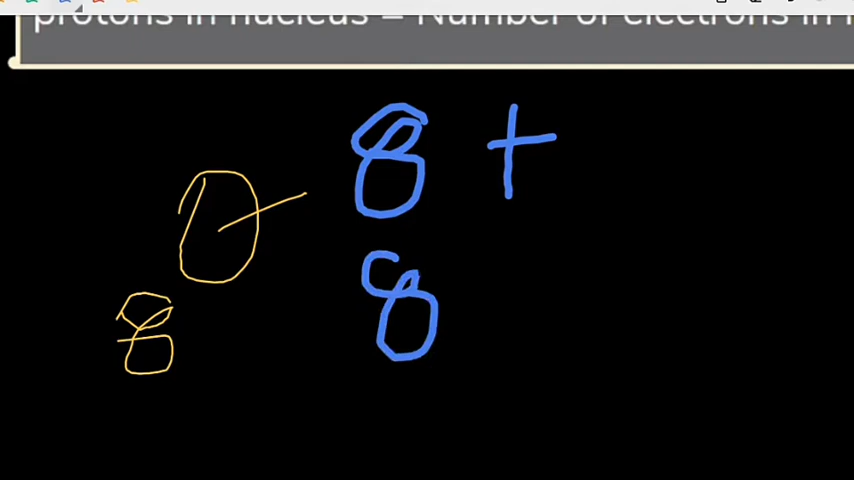 protons in nucleus = Number of electrons in
8 +
O
8
8